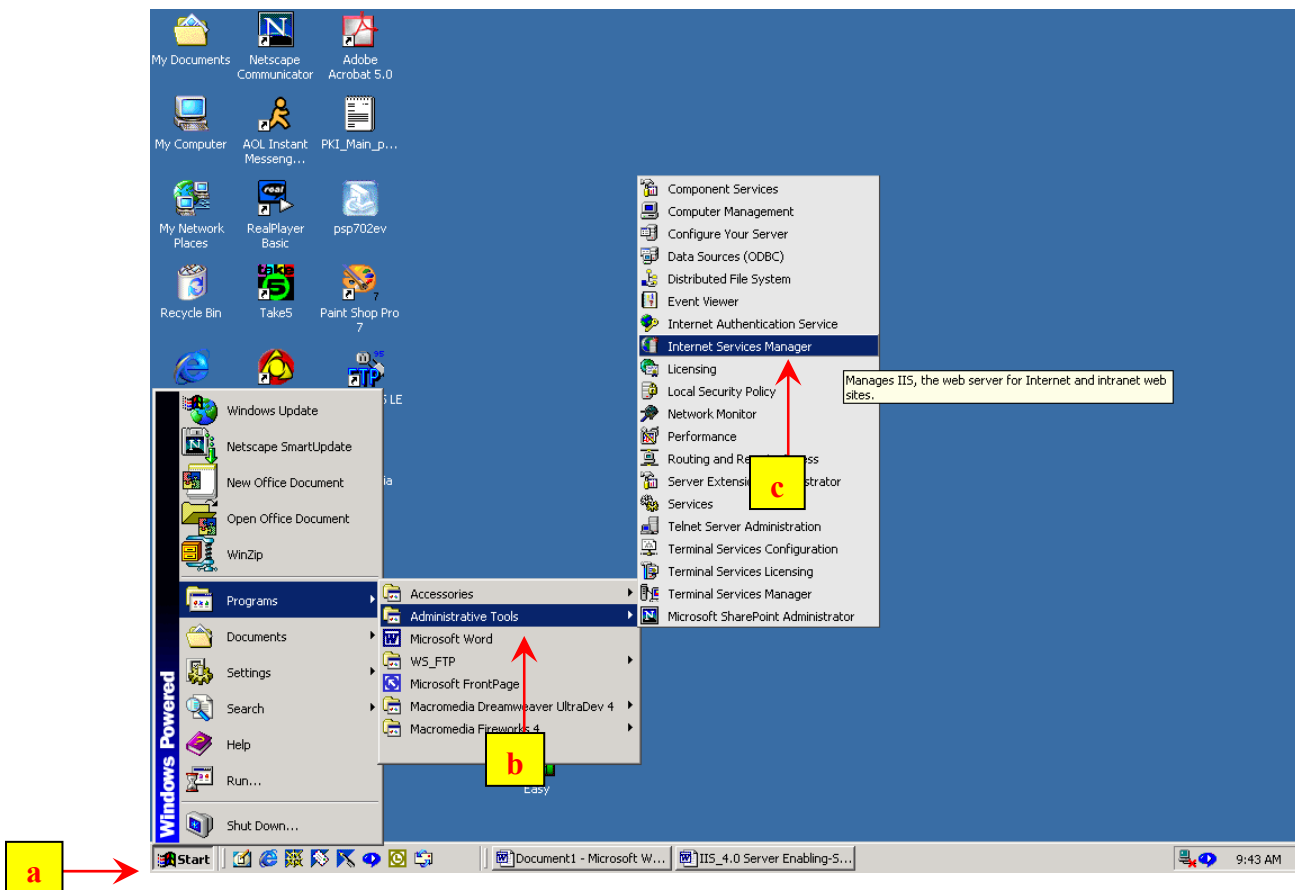 My Documents
Netscape
Communicator
Adobe
Acrobat 5.0
My Computer
AOL Instant
Messeng...
PKI_Main_p...
My Network
Places
RealPlayer
Basic
psp702ev
Recycle Bin
Take5
Paint Shop Pro
7
5 LE
ia
Easy
Windows Powered
Windows Update
Netscape SmartUpdate
New Office Document
Open Office Document
WinZip
Programs
Documents
Settings
Search
Help
Run...
Shut Down...
Accessories
Administrative Tools
Microsoft Word
WS_FTP
Microsoft FrontPage
Macromedia Dreamweaver UltraDev 4
Macromedia Fireworks 4
b
Component Services
Computer Management
Configure Your Server
Data Sources (ODBC)
Distributed File System
Event Viewer
Internet Authentication Service
Internet Services Manager
Licensing
Local Security Policy
Network Monitor
Performance
Routing and
Server
Services
Telnet Server Administration
Terminal Services Configuration
Terminal Services Licensing
Terminal Services Manager
Microsoft SharePoint Administrator
c
Manages IIS, the web server for Internet and intranet web
sites.
a
Start
Document1 - Microsoft W...
IIS_4.0 Server Enabling-S...
9:43 AM